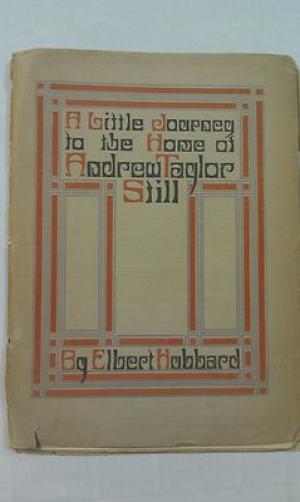 A Little Journey
to the Home of
Andrew Taylor
Still
By Elbert Hubbard